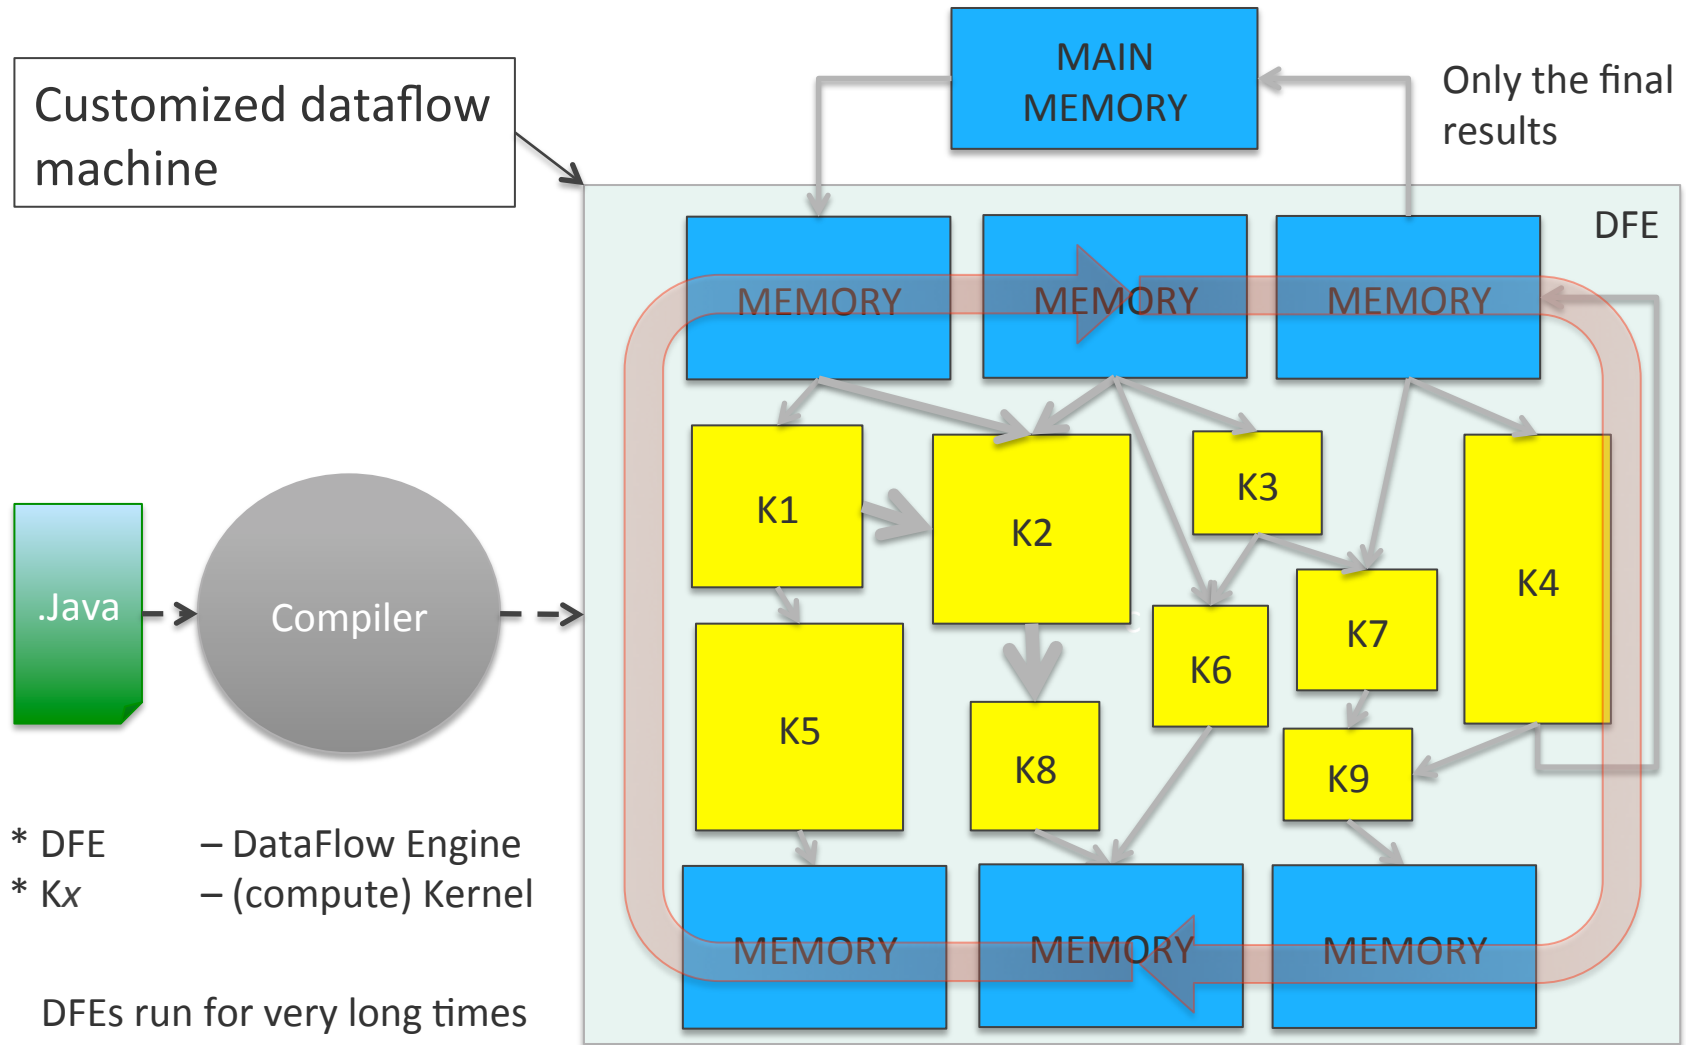 MAIN
MEMORY
Only the final
results
Customized dataflow
machine
DFE
MEMORY
MEMORY
MEMORY
K1
K2
K3
K4
.Java
Compiler
c
K5
K6
K7
K8
K9
* DFE – DataFlow Engine
* Kx – (compute) Kernel
MEMORY
MEMORY
MEMORY
DFEs run for very long times